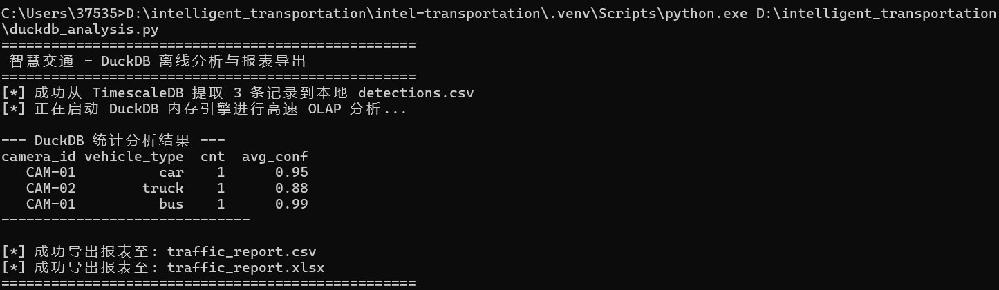 C:\Users\37535>D:\intelligent_transportation\intel-transportation\.venv\Scripts\python.exe D:\intelligent_transportation
\duckdb_analysis.py
==================================================
 智慧交通 - DuckDB 离线分析与报表导出
==================================================
[*] 成功从 TimescaleDB 提取 3 条记录到本地 detections.csv
[*] 正在启动 DuckDB 内存引擎进行高速 OLAP 分析...
--- DuckDB 统计分析结果 ---
camera_id vehicle_type  cnt  avg_conf
   CAM-01          car    1      0.95
   CAM-02        truck    1      0.88
   CAM-01          bus    1      0.99
------------------------------
[*] 成功导出报表至: traffic_report.csv
[*] 成功导出报表至: traffic_report.xlsx
==================================================